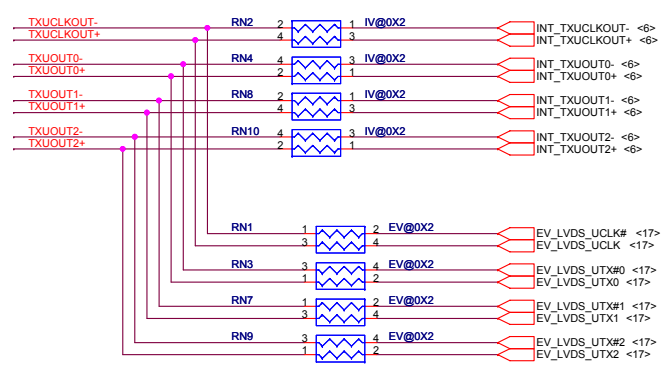 TXUCLKOUT- RN2 2 1 IV@0X2 INT_TXUCLKOUT- <6>
TXUCLKOUT+ 4 3 INT_TXUCLKOUT+ <6>
TXUOUT0- RN4 4 3 IV@0X2 INT_TXUOUT0- <6>
TXUOUT0+ 2 1 INT_TXUOUT0+ <6>
TXUOUT1- RN8 2 1 IV@0X2 INT_TXUOUT1- <6>
TXUOUT1+ 4 3 INT_TXUOUT1+ <6>
TXUOUT2- RN10 4 3 IV@0X2 INT_TXUOUT2- <6>
TXUOUT2+ 2 1 INT_TXUOUT2+ <6>
RN1 1 2 EV@0X2 EV_LVDS_UCLK# <17>
3 4 EV_LVDS_UCLK <17>
RN3 3 4 EV@0X2 EV_LVDS_UTX#0 <17>
1 2 EV_LVDS_UTX0 <17>
RN7 1 2 EV@0X2 EV_LVDS_UTX#1 <17>
3 4 EV_LVDS_UTX1 <17>
RN9 3 4 EV@0X2 EV_LVDS_UTX#2 <17>
1 2 EV_LVDS_UTX2 <17>